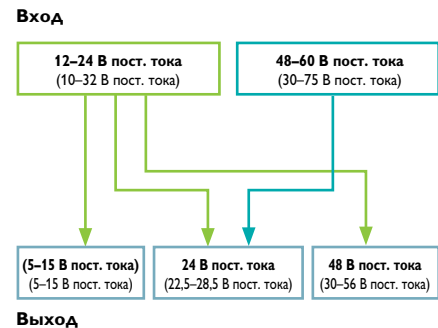 Вход
12–24 В пост. тока
(10–32 В пост. тока)
48–60 В пост. тока
(30–75 В пост. тока)
(5–15 В пост. тока)
(5–15 В пост. тока)
24 В пост. тока
(22,5–28,5 В пост. тока)
48 В пост. тока
(30–56 В пост. тока)
Выход